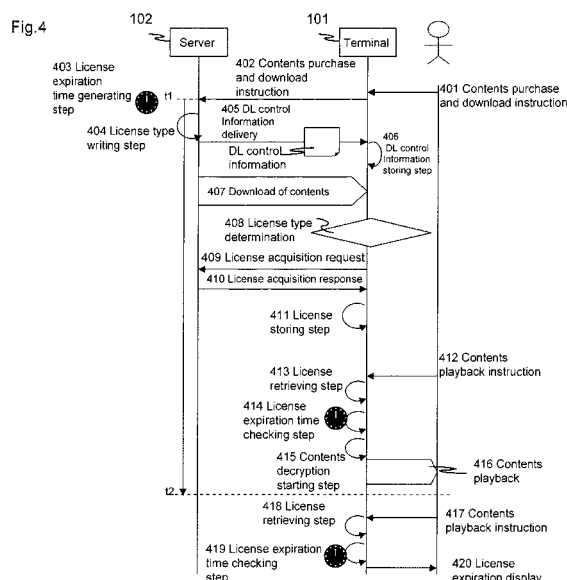 Fig.4
102
101
Server
Terminal
403 License
expiration
time generating
step
t1
402 Contents purchase
and download
instruction
401 Contents purchase
and download instruction
404 License type
writing step
405 DL control
Information
delivery
DL control
information
406
DL control
Information
storing step
407 Download of contents
408 License type
determination
409 License acquisition request
410 License acquisition response
411 License
storing step
412 Contents
playback instruction
413 License
retrieving step
414 License
expiration time
checking step
415 Contents
decryption
starting step
416 Contents
playback
t2
418 License
retrieving step
417 Contents
playback instruction
419 License expiration
time checking
step
420 License
expiration display